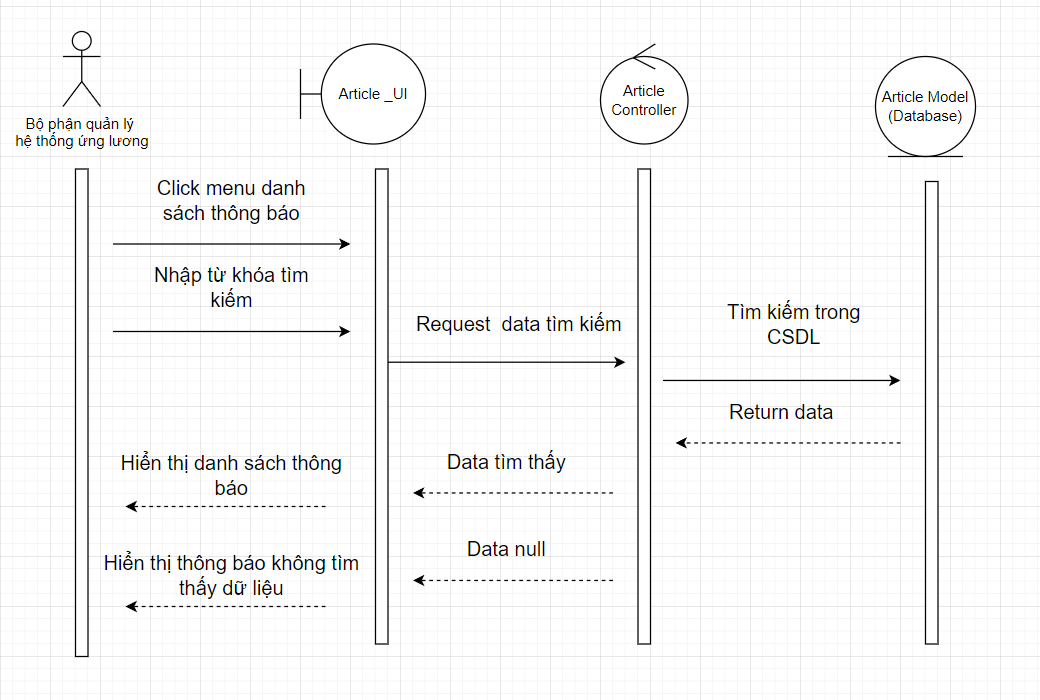 Bộ phận quản lý
hệ thống ứng lương
Article _UI
Article
Controller
Article Model
(Database)
Click menu danh
sách thông báo
Nhập từ khóa tìm
kiếm
Request  data tìm kiếm
Tìm kiếm trong
CSDL
Return data
Data tìm thấy
Hiển thị danh sách thông
báo
Data null
Hiển thị thông báo không tìm
thấy dữ liệu